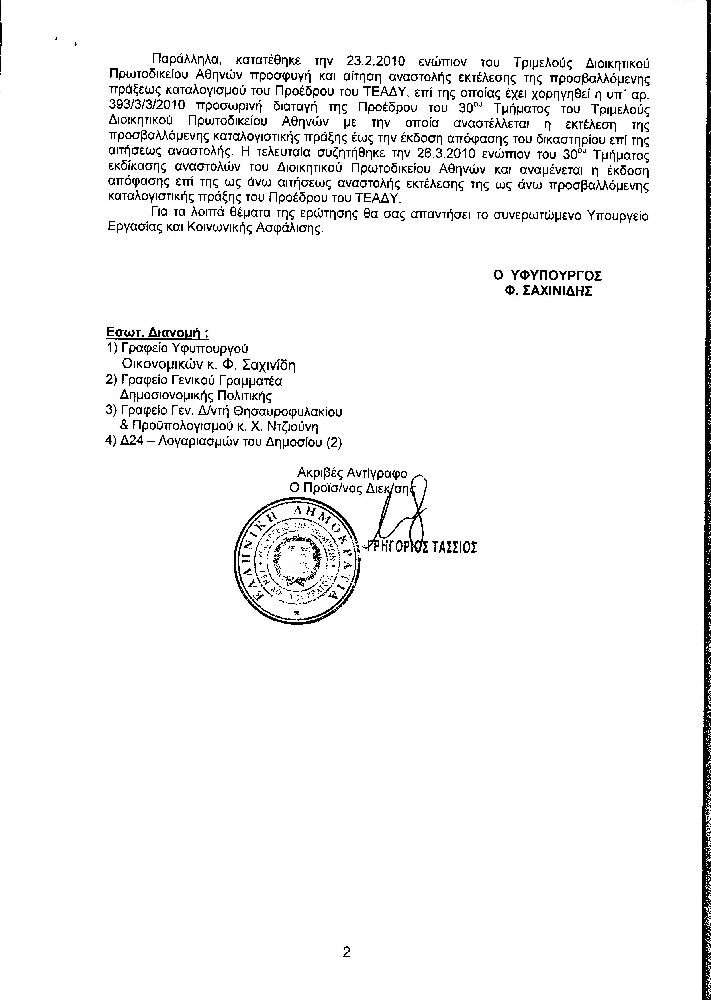 Παράλληλα, κατατέθηκε την 23.2.2010 ενώπιον του Τριμελούς Διοικητικού
Πρωτοδικείου Αθηνών προσφυγή και αίτηση αναστολής εκτέλεσης της προσβαλλόμενης
πράξεως καταλογισμού του Προέδρου του ΤΕΑΔΥ, επί της οποίας έχει χορηγηθεί η υπ΄ αρ.
393/3/3/2010 προσωρινή διαταγή της Προέδρου του 30ου Τμήματος του Τριμελούς
Διοικητικού Πρωτοδικείου Αθηνών με την οποία αναστέλλεται η εκτέλεση της
προσβαλλόμενης καταλογιστικής πράξης έως την έκδοση απόφασης του δικαστηρίου επί της
αιτήσεως αναστολής. Η τελευταία συζητήθηκε την 26.3.2010 ενώπιον του 30ου Τμήματος
εκδίκασης αναστολών του Διοικητικού Πρωτοδικείου Αθηνών και αναμένεται η έκδοση
απόφασης επί της ως άνω αιτήσεως αναστολής εκτέλεσης της ως άνω προσβαλλόμενης
καταλογιστικής πράξης του Προέδρου του ΤΕΑΔΥ.
Για τα λοιπά θέματα της ερώτησης θα σας απαντήσει το συνερωτώμενο Υπουργείο
Εργασίας και Κοινωνικής Ασφάλισης.
Ο ΥΦΥΠΟΥΡΓΟΣ
Φ. ΣΑΧΙΝΙΔΗΣ
Εσωτ. Διανομή :
1) Γραφείο Υφυπουργού
Οικονομικών κ. Φ. Σαχινίδη
2) Γραφείο Γενικού Γραμματέα
Δημοσιονομικής Πολιτικής
3) Γραφείο Γεν. Δ/ντή Θησαυροφυλακίου
& Προϋπολογισμού κ. Χ. Ντζιούνη
4) Δ24 – Λογαριασμών του Δημοσίου (2)
Ακριβές Αντίγραφο
Ο Προϊσ/νος Διεκ/σης
ΕΛΛΗΝΙΚΗ ΔΗΜΟΚΡΑΤΙΑ
ΥΠΟΥΡΓΕΙΟ ΟΙΚΟΝΟΜΙΚΩΝ
ΓΕΝ. ΛΟΓ. ΤΟΥ ΚΡΑΤΟΥΣ
ΓΡΗΓΟΡΙΟΣ ΤΑΣΣΙΟΣ
2